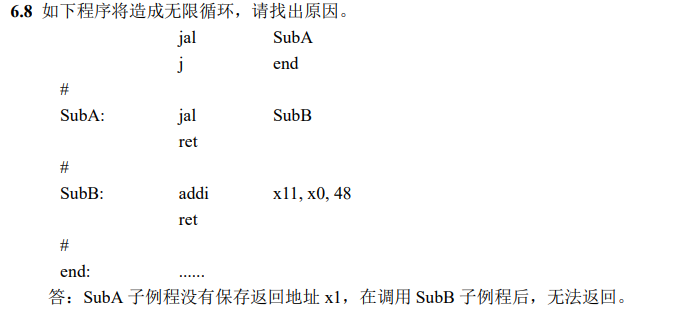 6.8 如下程序将造成无限循环，请找出原因。
jal SubA
j end
#
SubA: jal SubB
ret
#
SubB: addi x11, x0, 48
ret
#
end: ......
答：SubA 子例程没有保存返回地址 x1，在调用 SubB 子例程后，无法返回。